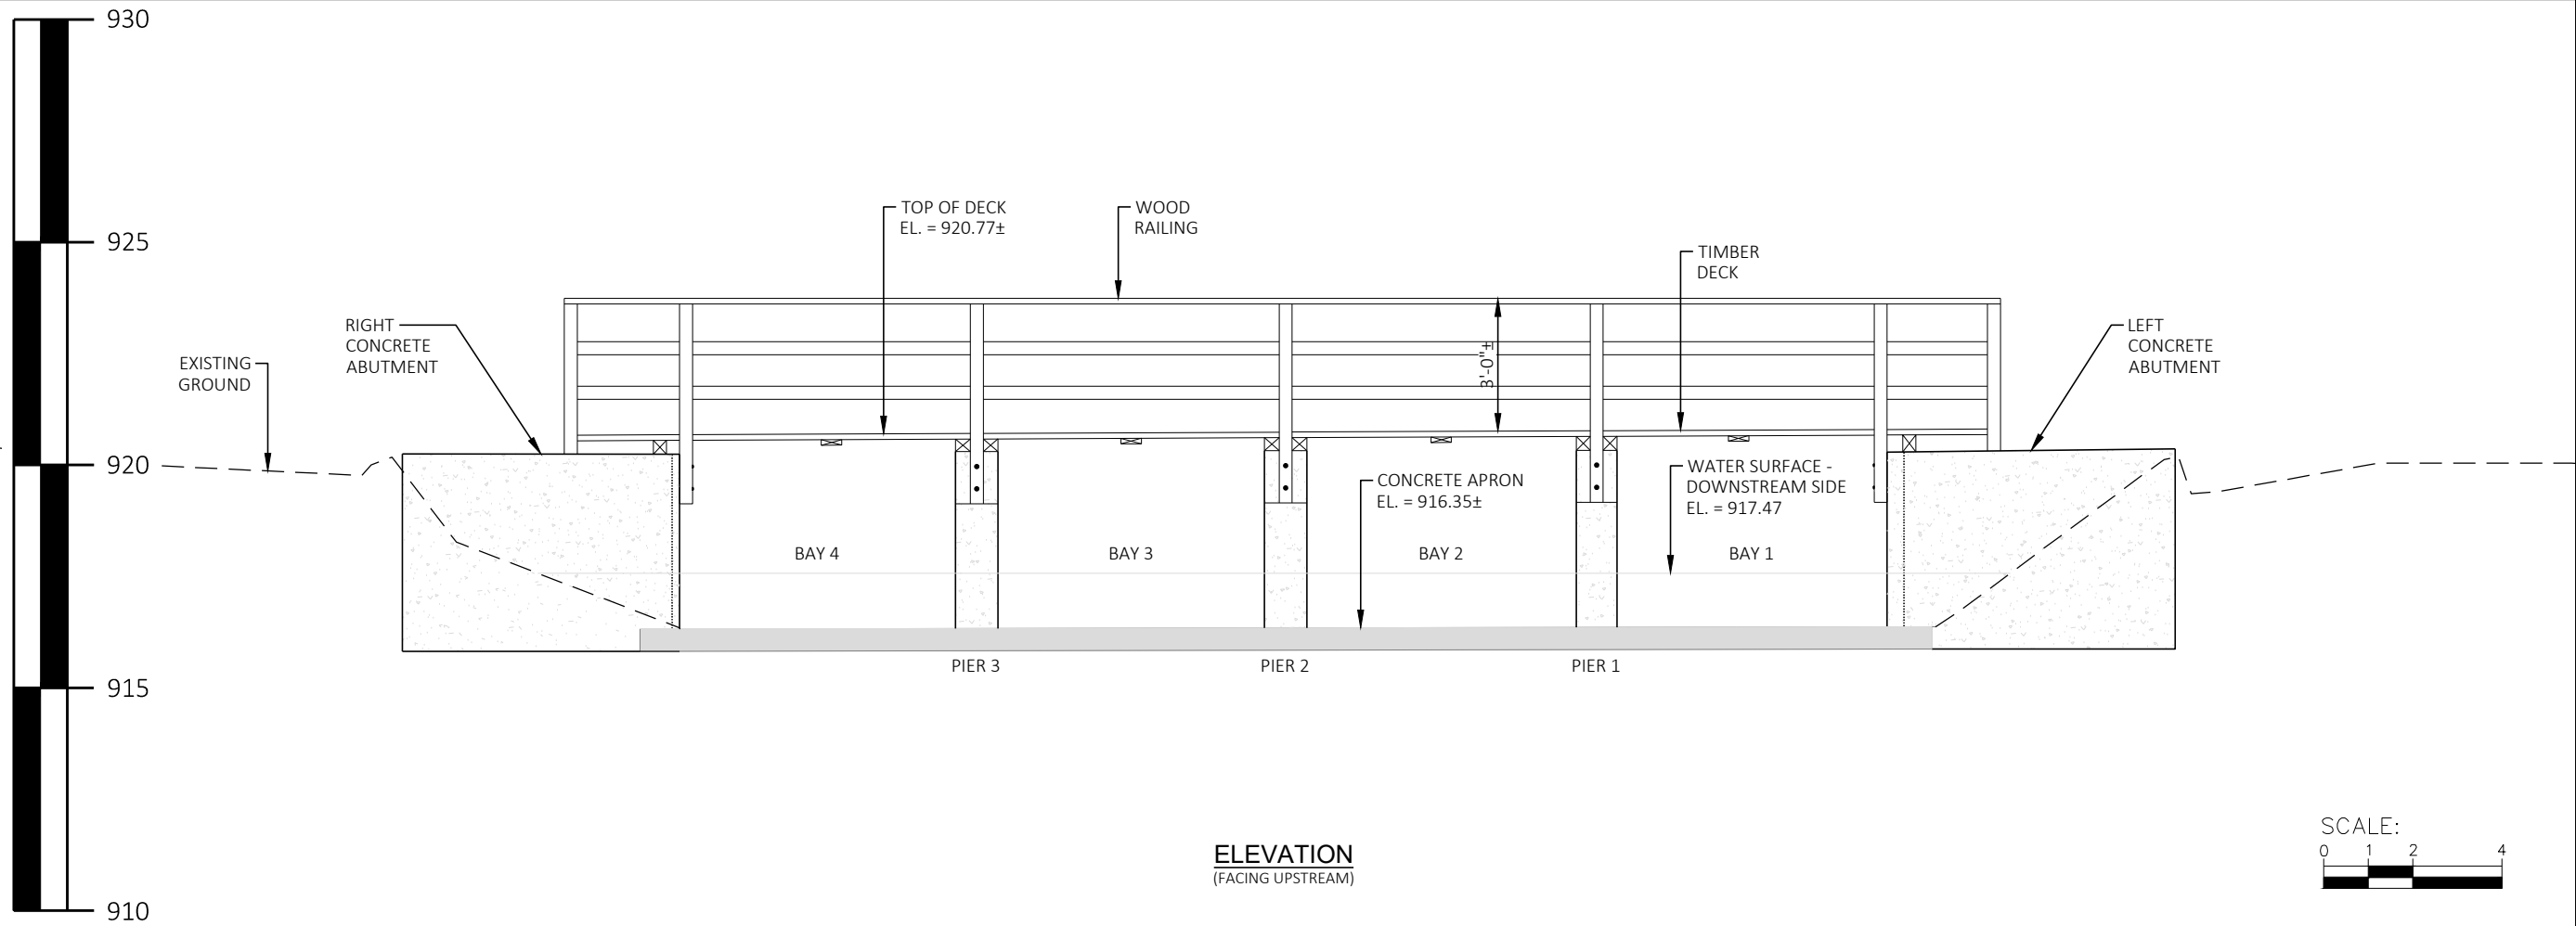 930
925
920
915
910
TOP OF DECK
EL. = 920.77±
WOOD
RAILING
TIMBER
DECK
RIGHT
CONCRETE
ABUTMENT
EXISTING
GROUND
3'-0"±
LEFT
CONCRETE
ABUTMENT
CONCRETE APRON
EL. = 916.35±
WATER SURFACE -
DOWNSTREAM SIDE
EL. = 917.47
BAY 4
BAY 3
BAY 2
BAY 1
PIER 3
PIER 2
PIER 1
ELEVATION
(FACING UPSTREAM)
SCALE:
0 1 2 4